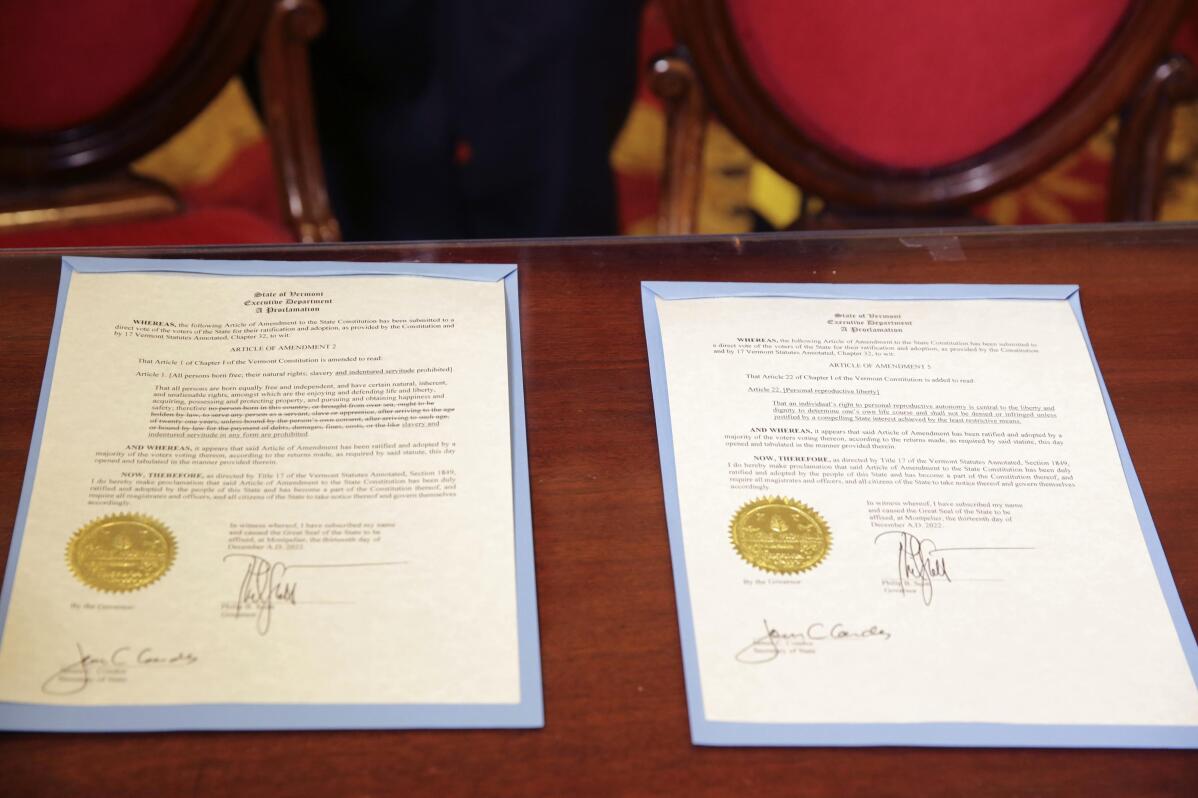 State of Vermont
Executive Department
A Proclamation
WHEREAS, the following Article of Amendment to the State Constitution has been submitted to a
direct vote of the voters of the State for their ratification and adoption, as provided by the Constitution and
by 17 Vermont Statutes Annotated, Chapter 32, to wit:
ARTICLE OF AMENDMENT 2
That Article 1 of Chapter I of the Vermont Constitution is amended to read:
Article 1. [All persons born free; their natural rights; slavery and indentured servitude prohibited]
That all persons are born equally free and independent, and have certain natural, inherent,
and unalienable rights, amongst which are the enjoying and defending life and liberty,
acquiring, possessing and protecting property, and pursuing and obtaining happiness and
safety; therefore no person born in this country, or brought from over sea, ought to be
holden by law, to serve any person as a servant, slave or apprentice, after arriving to the age
of twenty-one years, unless bound by the person's own consent, after arriving to such age,
or bound by law for the payment of debts, damages, fines, costs, or the like slavery and
indentured servitude in any form are prohibited.
AND WHEREAS, it appears that said Article of Amendment has been ratified and adopted by a
majority of the voters voting thereon, according to the returns made, as required by said statute, this day
opened and tabulated in the manner provided therein.
NOW, THEREFORE, as directed by Title 17 of the Vermont Statutes Annotated, Section 1849,
I do hereby make proclamation that said Article of Amendment to the State Constitution has been duly
ratified and adopted by the people of this State and has become a part of the Constitution thereof, and
require all magistrates and officers, and all citizens of the State to take notice thereof and govern themselves
accordingly.
In witness whereof, I have subscribed my name
and caused the Great Seal of the State to be
affixed, at Montpelier, the thirteenth day of
December A.D. 2022.
By the Governor:
Philip B. Scott
Governor
James C. Condos
Secretary of State
State of Vermont
Executive Department
A Proclamation
WHEREAS, the following Article of Amendment to the State Constitution has been submitted to
a direct vote of the voters of the State for their ratification and adoption, as provided by the Constitution
and by 17 Vermont Statutes Annotated, Chapter 32, to wit:
ARTICLE OF AMENDMENT 5
That Article 22 of Chapter I of the Vermont Constitution is added to read:
Article 22. [Personal reproductive liberty]
That an individual's right to personal reproductive autonomy is central to the liberty and
dignity to determine one's own life course and shall not be denied or infringed unless
justified by a compelling State interest achieved by the least restrictive means.
AND WHEREAS, it appears that said Article of Amendment has been ratified and adopted by a
majority of the voters voting thereon, according to the returns made, as required by said statute, this day
opened and tabulated in the manner provided therein.
NOW, THEREFORE, as directed by Title 17 of the Vermont Statutes Annotated, Section 1849,
I do hereby make proclamation that said Article of Amendment to the State Constitution has been duly
ratified and adopted by the people of this State and has become a part of the Constitution thereof, and
require all magistrates and officers, and all citizens of the State to take notice thereof and govern themselves
accordingly.
In witness whereof, I have subscribed my name
and caused the Great Seal of the State to be
affixed, at Montpelier, the thirteenth day of
December A.D. 2022.
By the Governor:
Philip B. Scott
Governor
James C. Condos
Secretary of State